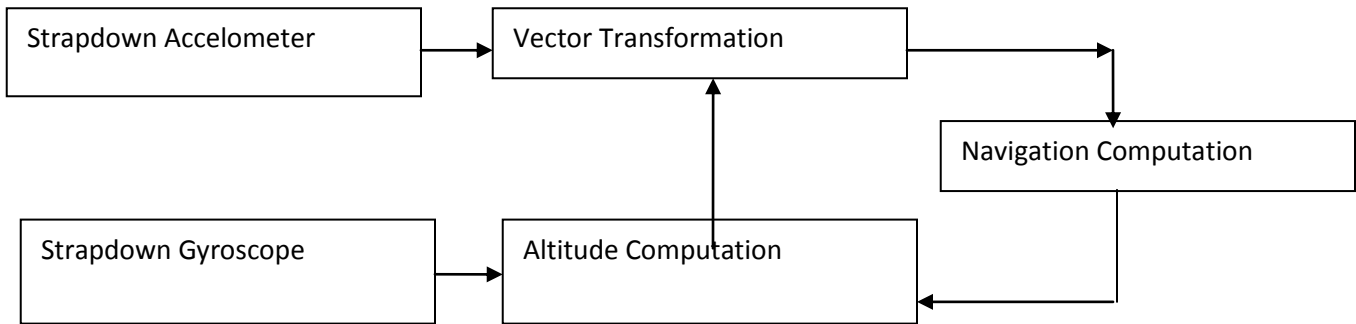 Strapdown Accelometer
Vector Transformation
Navigation Computation
Strapdown Gyroscope
Altitude Computation